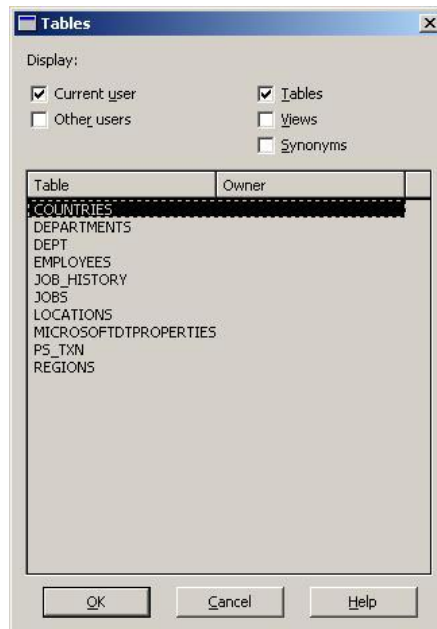 Tables
Display:
Current user
Tables
Other users
Views
Synonyms
Table Owner
COUNTRIES
DEPARTMENTS
DEPT
EMPLOYEES
JOB_HISTORY
JOBS
LOCATIONS
MICROSOFTDTPROPERTIES
PS_TXN
REGIONS
OK Cancel Help